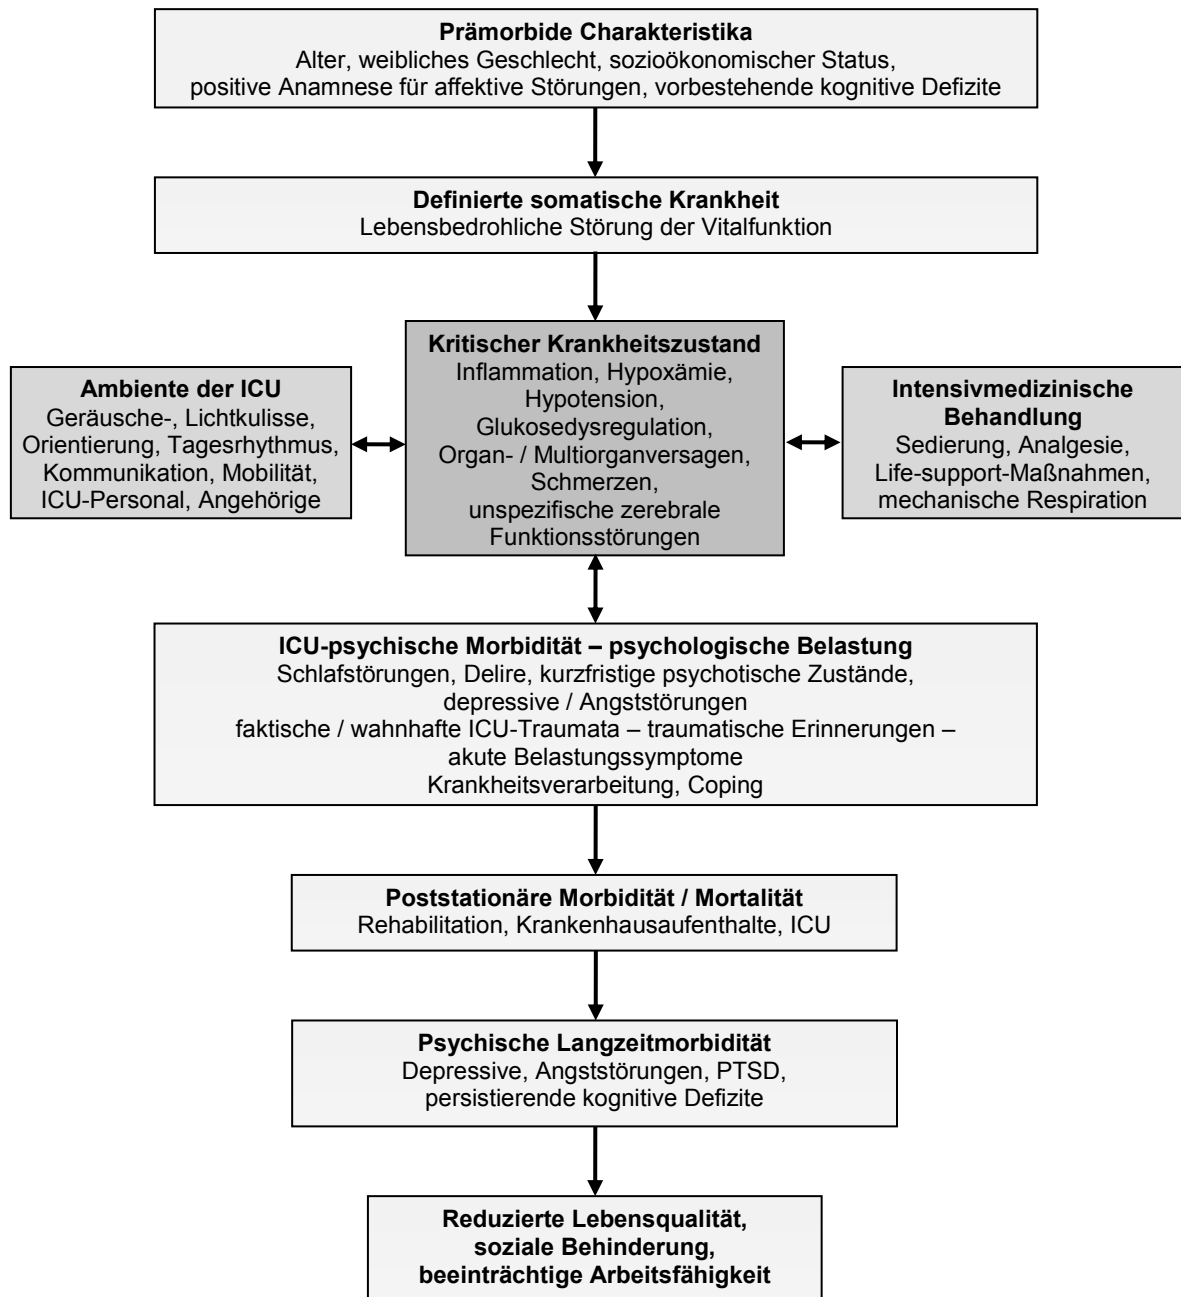 Prämorbide Charakteristika
Alter, weibliches Geschlecht, sozioökonomischer Status,
positive Anamnese für affektive Störungen, vorbestehende kognitive Defizite
Definierte somatische Krankheit
Lebensbedrohliche Störung der Vitalfunktion
Ambiente der ICU
Geräusche-, Lichtkulisse,
Orientierung, Tagesrhythmus,
Kommunikation, Mobilität,
ICU-Personal, Angehörige
Kritischer Krankheitszustand
Inflammation, Hypoxämie,
Hypotension,
Glukosedysregulation,
Organ- / Multiorganversagen,
Schmerzen,
unspezifische zerebrale
Funktionsstörungen
Intensivmedizinische
Behandlung
Sedierung, Analgesie,
Life-support-Maßnahmen,
mechanische Respiration
ICU-psychische Morbidität – psychologische Belastung
Schlafstörungen, Delire, kurzfristige psychotische Zustände,
depressive / Angststörungen
faktische / wahnhafte ICU-Traumata – traumatische Erinnerungen –
akute Belastungssymptome
Krankheitsverarbeitung, Coping
Poststationäre Morbidität / Mortalität
Rehabilitation, Krankenhausaufenthalte, ICU
Psychische Langzeitmorbidität
Depressive, Angststörungen, PTSD,
persistierende kognitive Defizite
Reduzierte Lebensqualität,
soziale Behinderung,
beeinträchtige Arbeitsfähigkeit